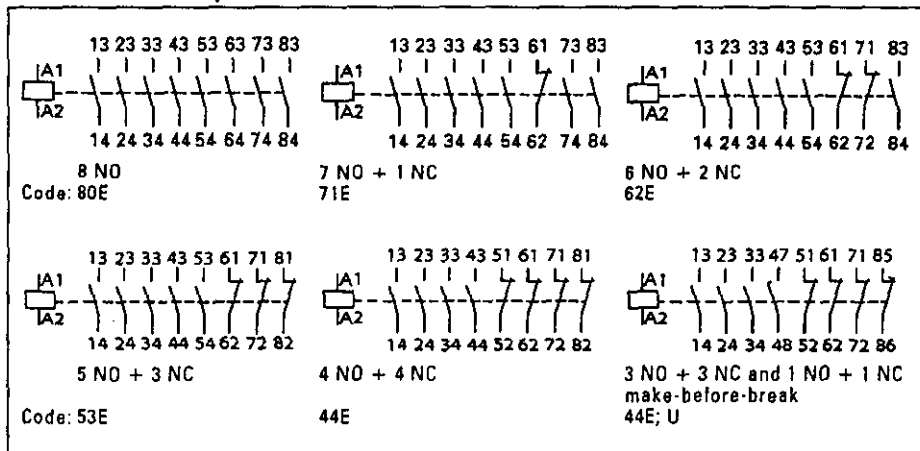 13 23 33 43 53 63 73 83
A1
A2
14 24 34 44 54 64 74 84
8 NO
Code: 80E
13 23 33 43 53 61 73 83
A1
A2
14 24 34 44 54 62 74 84
7 NO + 1 NC
71E
13 23 33 43 53 61 71 83
A1
A2
14 24 34 44 54 62 72 84
6 NO + 2 NC
62E
13 23 33 43 53 61 71 81
A1
A2
14 24 34 44 54 62 72 82
5 NO + 3 NC
Code: 53E
13 23 33 43 51 61 71 81
A1
A2
14 24 34 44 52 62 72 82
4 NO + 4 NC
44E
13 23 33 47 51 61 71 85
A1
A2
14 24 34 48 52 62 72 86
3 NO + 3 NC and 1 NO + 1 NC
make-before-break
44E; U